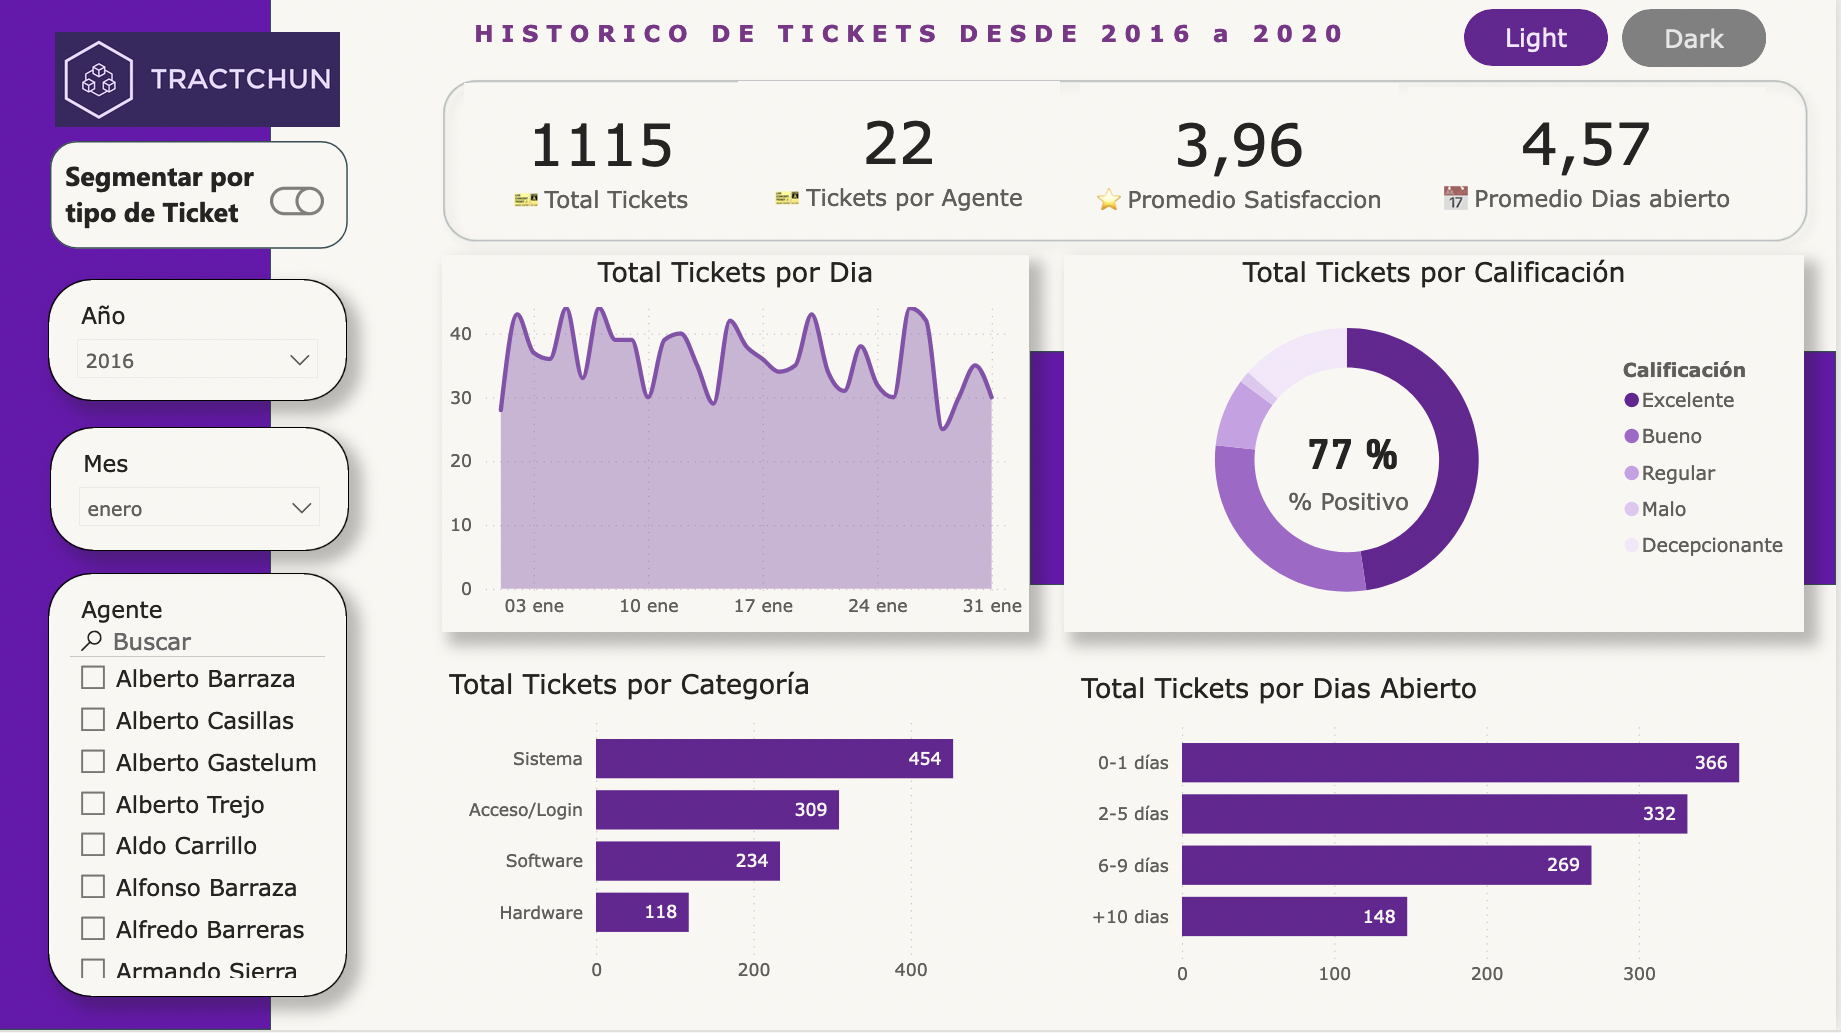 HISTORICO DE TICKETS DESDE 2016 a 2020
Light
Dark
TRACTCHUN
Segmentar por
tipo de Ticket
Año
2016
Mes
enero
Agente
Buscar
Alberto Barraza
Alberto Casillas
Alberto Gastelum
Alberto Trejo
Aldo Carrillo
Alfonso Barraza
Alfredo Barreras
Armando Sierra
1115
Total Tickets
22
Tickets por Agente
3,96
Promedio Satisfaccion
4,57
17
Promedio Dias abierto
Total Tickets por Dia
40
30
20
10
0
03 ene
10 ene
17 ene
24 ene
31 ene
Total Tickets por Calificación
77 %
% Positivo
Calificación
Excelente
Bueno
Regular
Malo
Decepcionante
Total Tickets por Categoría
Sistema
454
Acceso/Login
309
Software
234
Hardware
118
0
200
400
Total Tickets por Dias Abierto
0-1 días
366
2-5 días
332
6-9 días
269
+10 dias
148
0
100
200
300